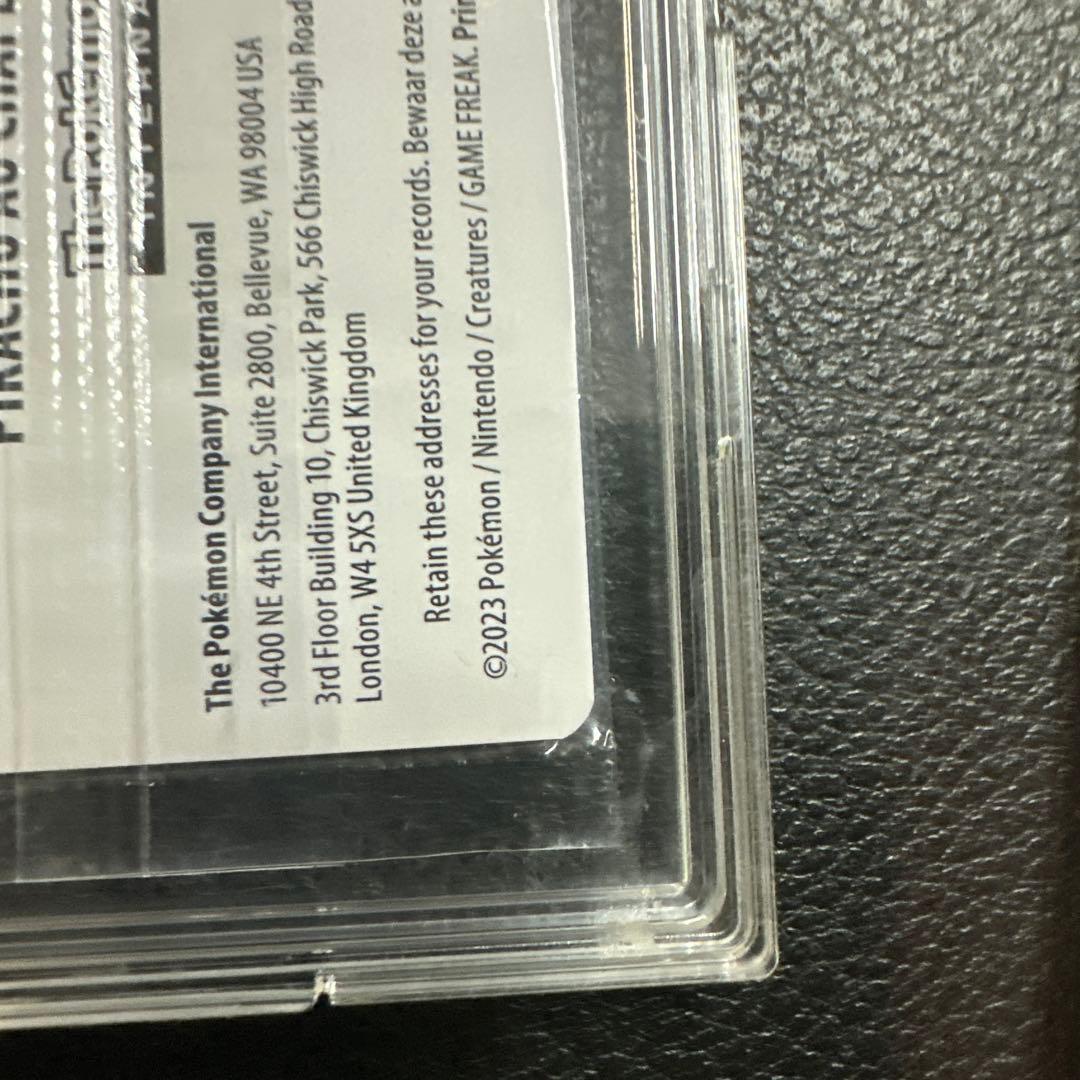 The Pokémon Company International
10400 NE 4th Street, Suite 2800, Bellevue, WA 98004 USA
3rd Floor Building 10, Chiswick Park, 566 Chiswick High Road
London, W4 5XS United Kingdom
Retain these addresses for your records. Bewaar deze a
©2023 Pokémon / Nintendo / Creatures / GAME FREAK. Prin